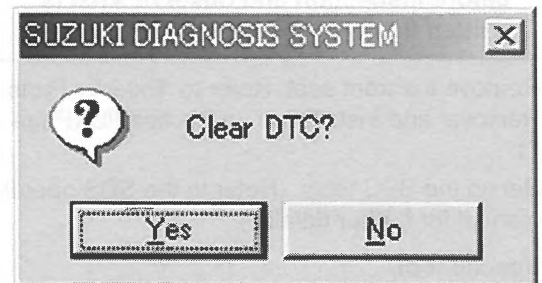 SUZUKI DIAGNOSIS SYSTEM
?
Clear DTC?
Yes
No